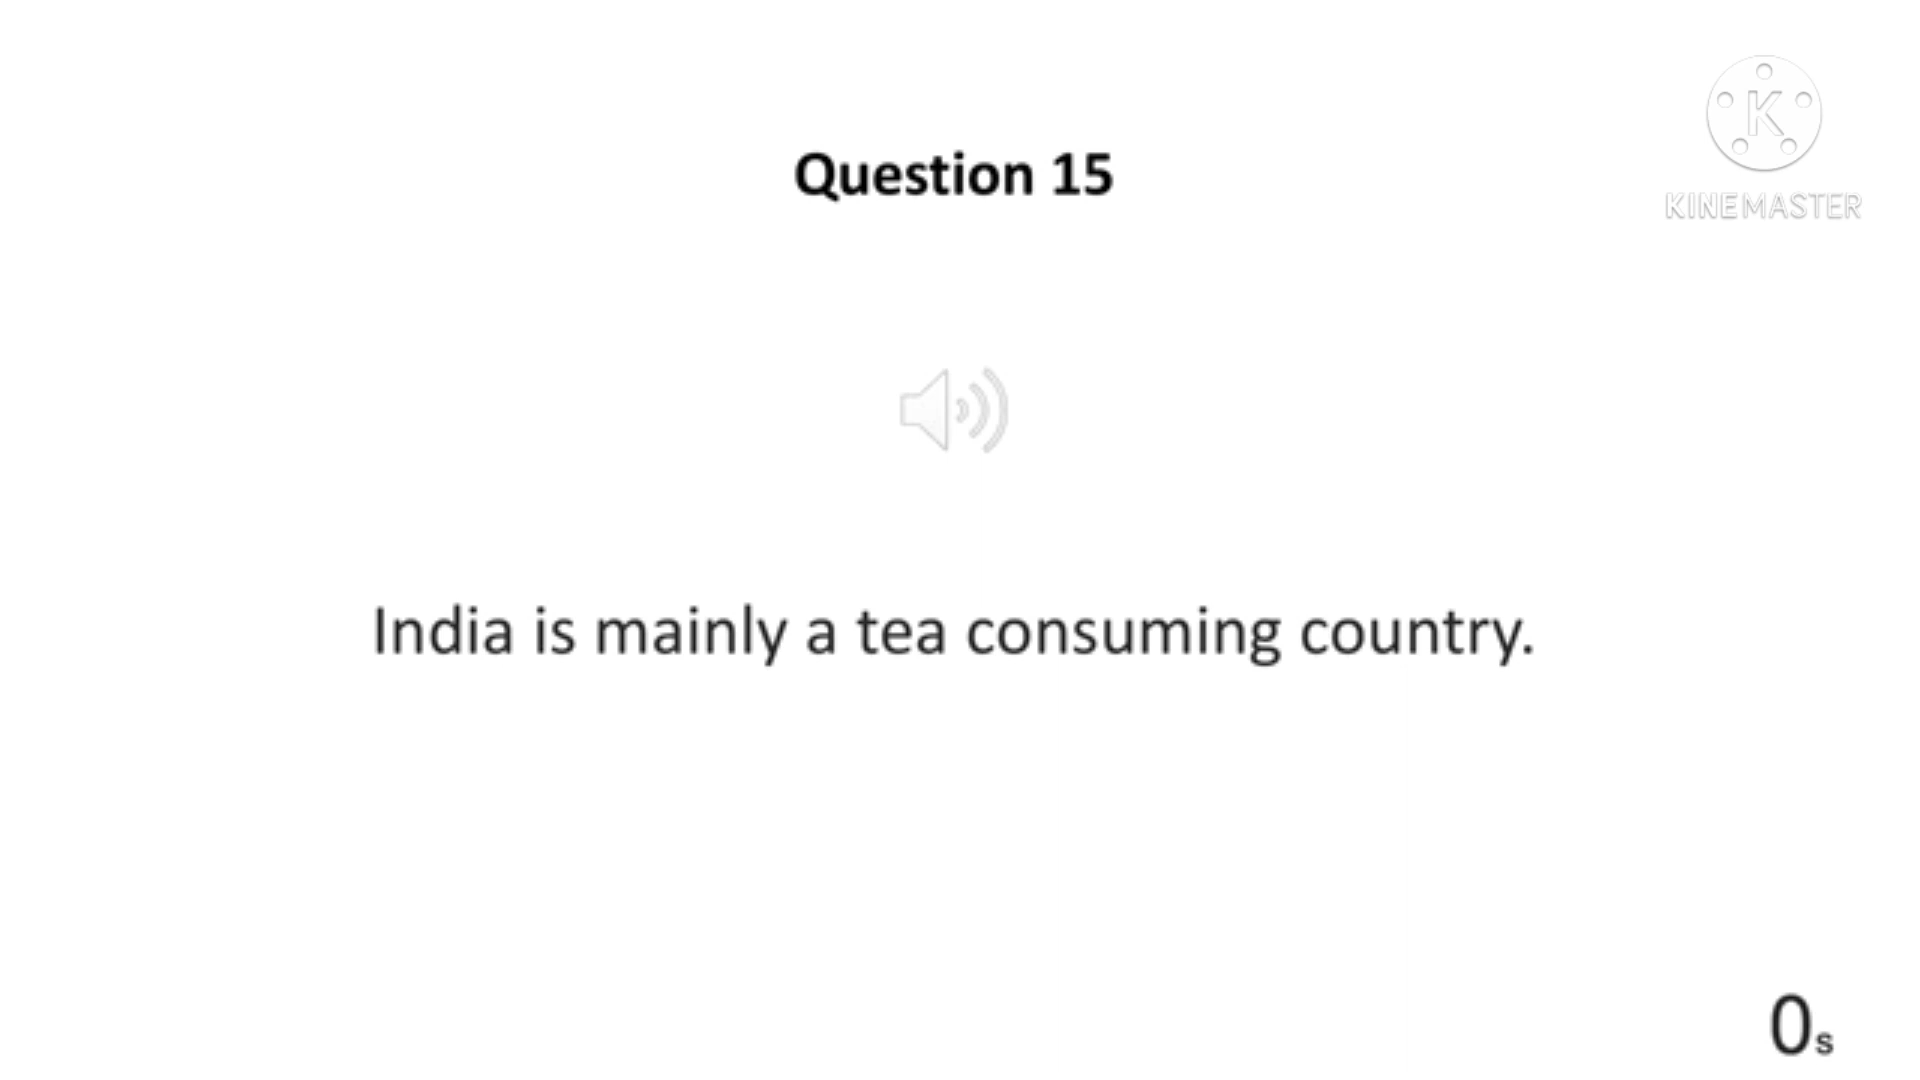 K
KINEMASTER
Question 15
India is mainly a tea consuming country.
0s